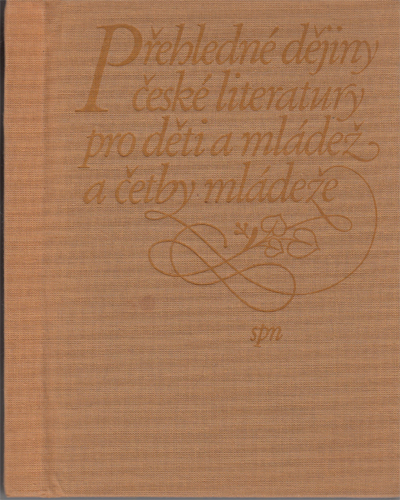 Přehledné dějiny
české literatury
pro děti a mládež
a četby mládeže
spn